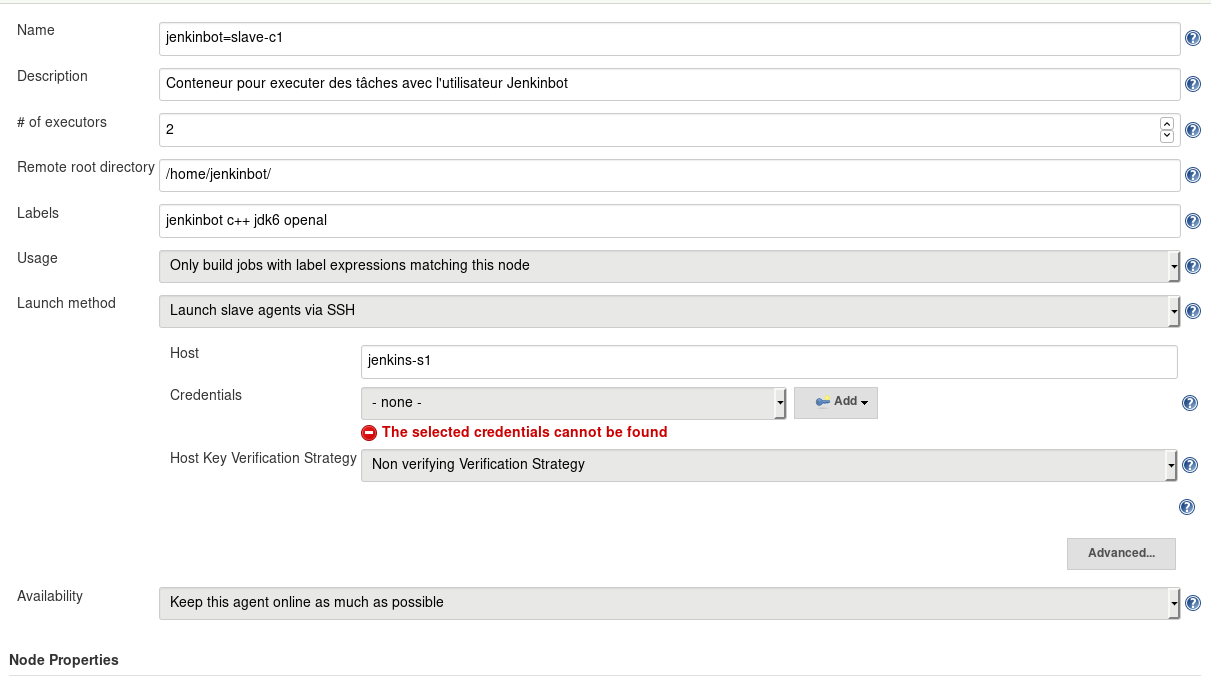 Name
jenkinbot=slave-c1
Description
Conteneur pour executer des tâches avec l'utilisateur Jenkinbot
# of executors
2
Remote root directory
/home/jenkinbot/
Labels
jenkinbot c++ jdk6 openal
Usage
Only build jobs with label expressions matching this node
Launch method
Launch slave agents via SSH
Host
jenkins-s1
Credentials
- none -
Add
The selected credentials cannot be found
Host Key Verification Strategy
Non verifying Verification Strategy
Advanced...
Availability
Keep this agent online as much as possible
Node Properties